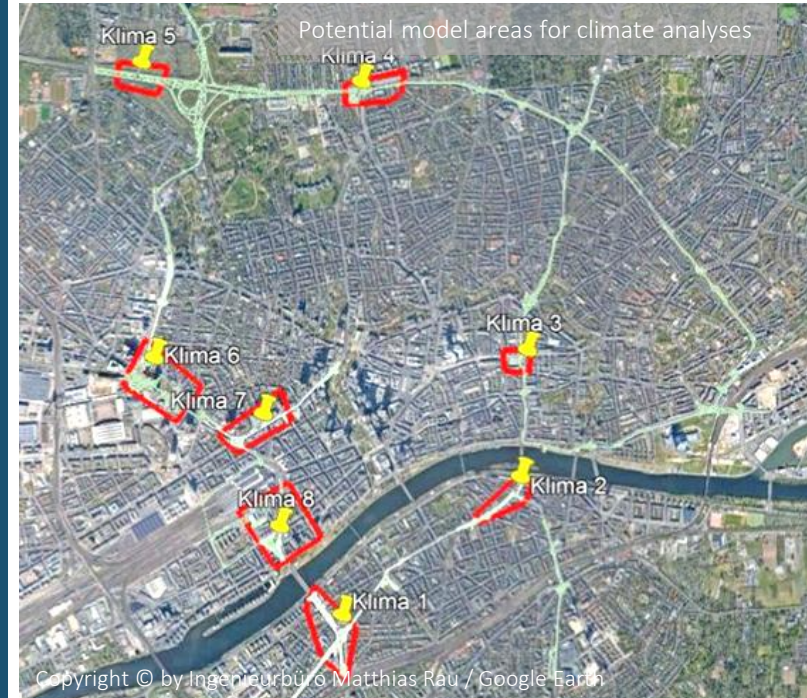 Potential model areas for climate analyses
Klima 5
Klima 4
Klima 3
Klima 6
Klima 7
Klima 2
Klima 8
Klima 1
Copyright © by Ingenieurbüro Matthias Rau / Google Earth